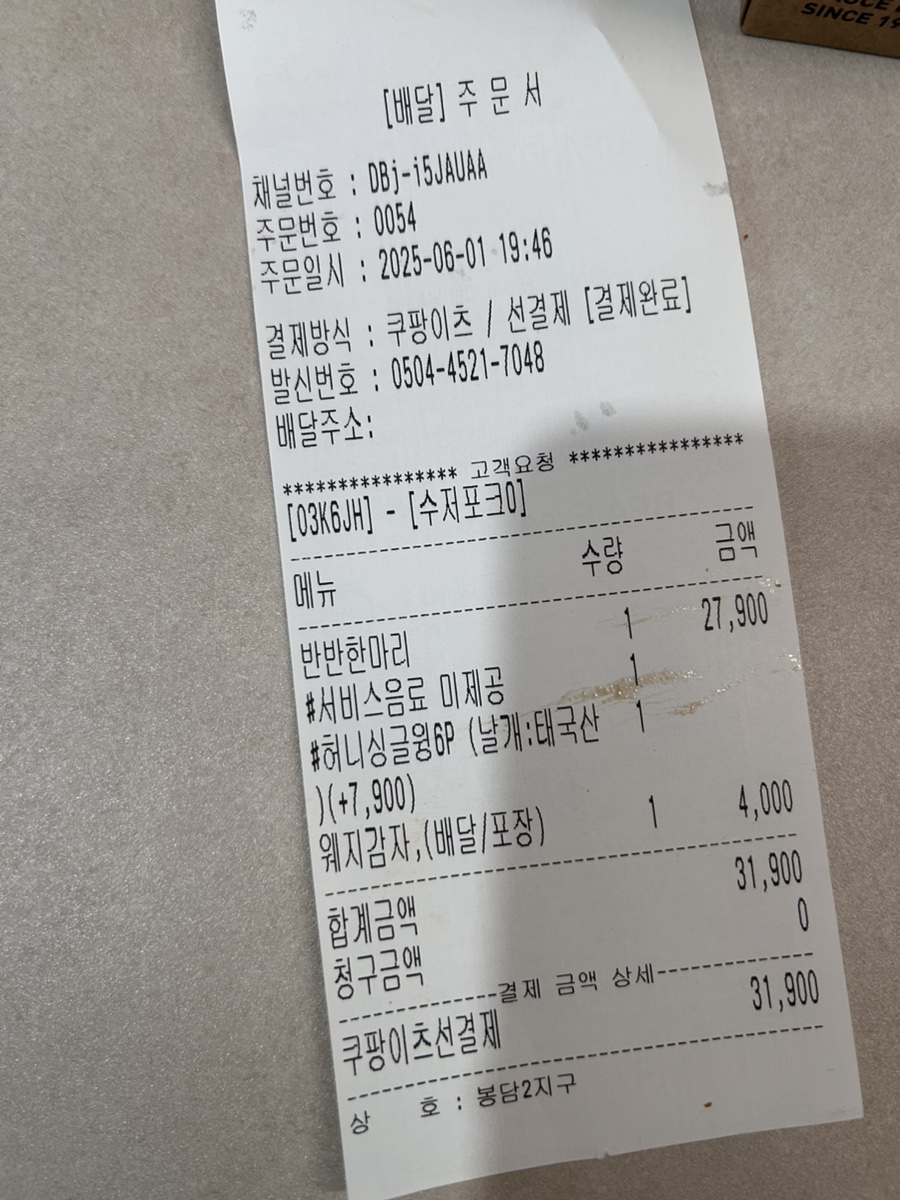 SINCE 19
[배달] 주 문 서
채널번호 : DBj-i5JAUAA
주문번호 : 0054
주문일시 : 2025-06-01 19:46
결제방식 : 쿠팡이츠 / 선결제 [결제완료]
발신번호 : 0504-4521-7048
배달주소:
**************** 고객요청 ****************
[03K6JH] - [수저포크0]
메뉴 수량 금액
반반한마리 1 27,900
#서비스음료 미제공 1
#허니싱글윙6P (날개:태국산 1
)(+7,900)
웨지감자,(배달/포장) 1 4,000
합계금액 31,900
청구금액 0
---------------결제 금액 상세---------------
쿠팡이츠선결제 31,900
상 호 : 봉담2지구